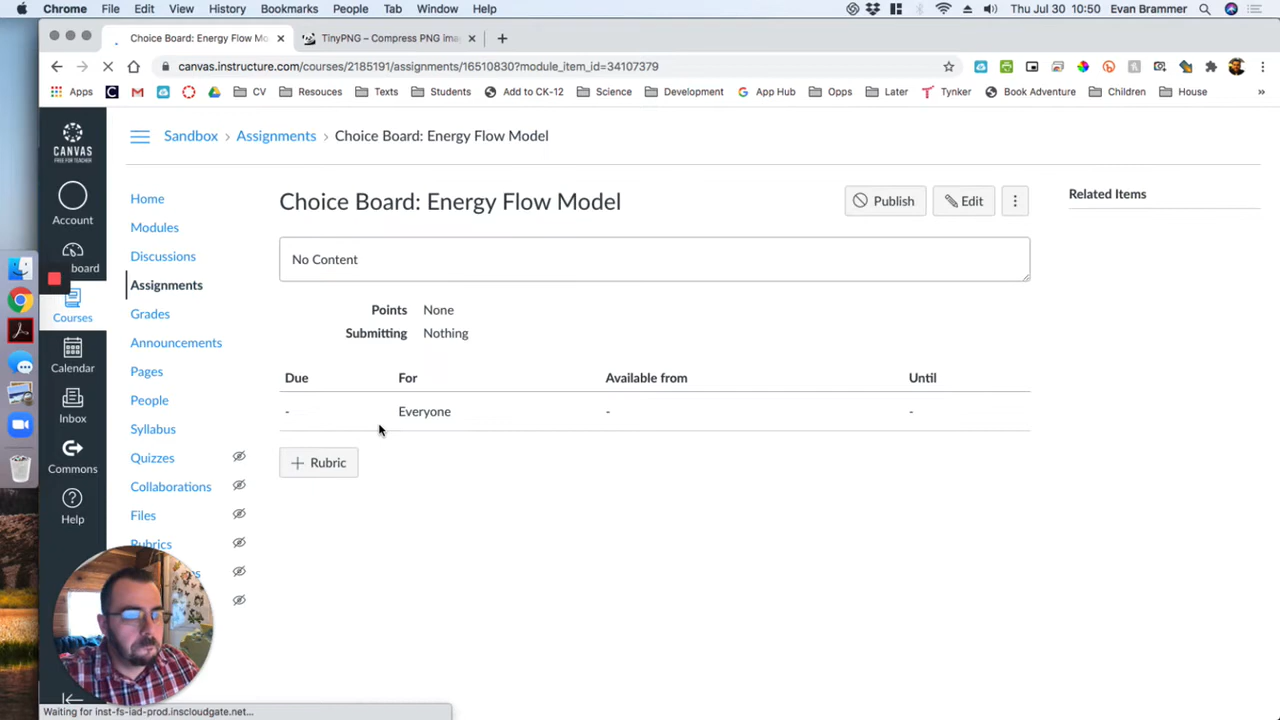 Chrome File Edit View History Bookmarks People Tab Window Help Thu Jul 30 10:50 Evan Brammer
Choice Board: Energy Flow Mo TinyPNG – Compress PNG ima
canvas.instructure.com/courses/2185191/assignments/16510830?module_item_id=34107379
Apps CV Resouces Texts Students Add to CK-12 Science Development App Hub Opps Later Tynker Book Adventure Children House »
CANVAS
FREE FOR TEACHER
Account
board
Courses
Calendar
Inbox
Commons
Help
Sandbox › Assignments › Choice Board: Energy Flow Model
Home
Modules
Discussions
Assignments
Grades
Announcements
Pages
People
Syllabus
Quizzes
Collaborations
Files
Rubrics
s
Choice Board: Energy Flow Model
Publish Edit
No Content
Points None
Submitting Nothing
Due For Available from Until
- Everyone - -
+ Rubric
Related Items
Waiting for inst-fs-iad-prod.inscloudgate.net...